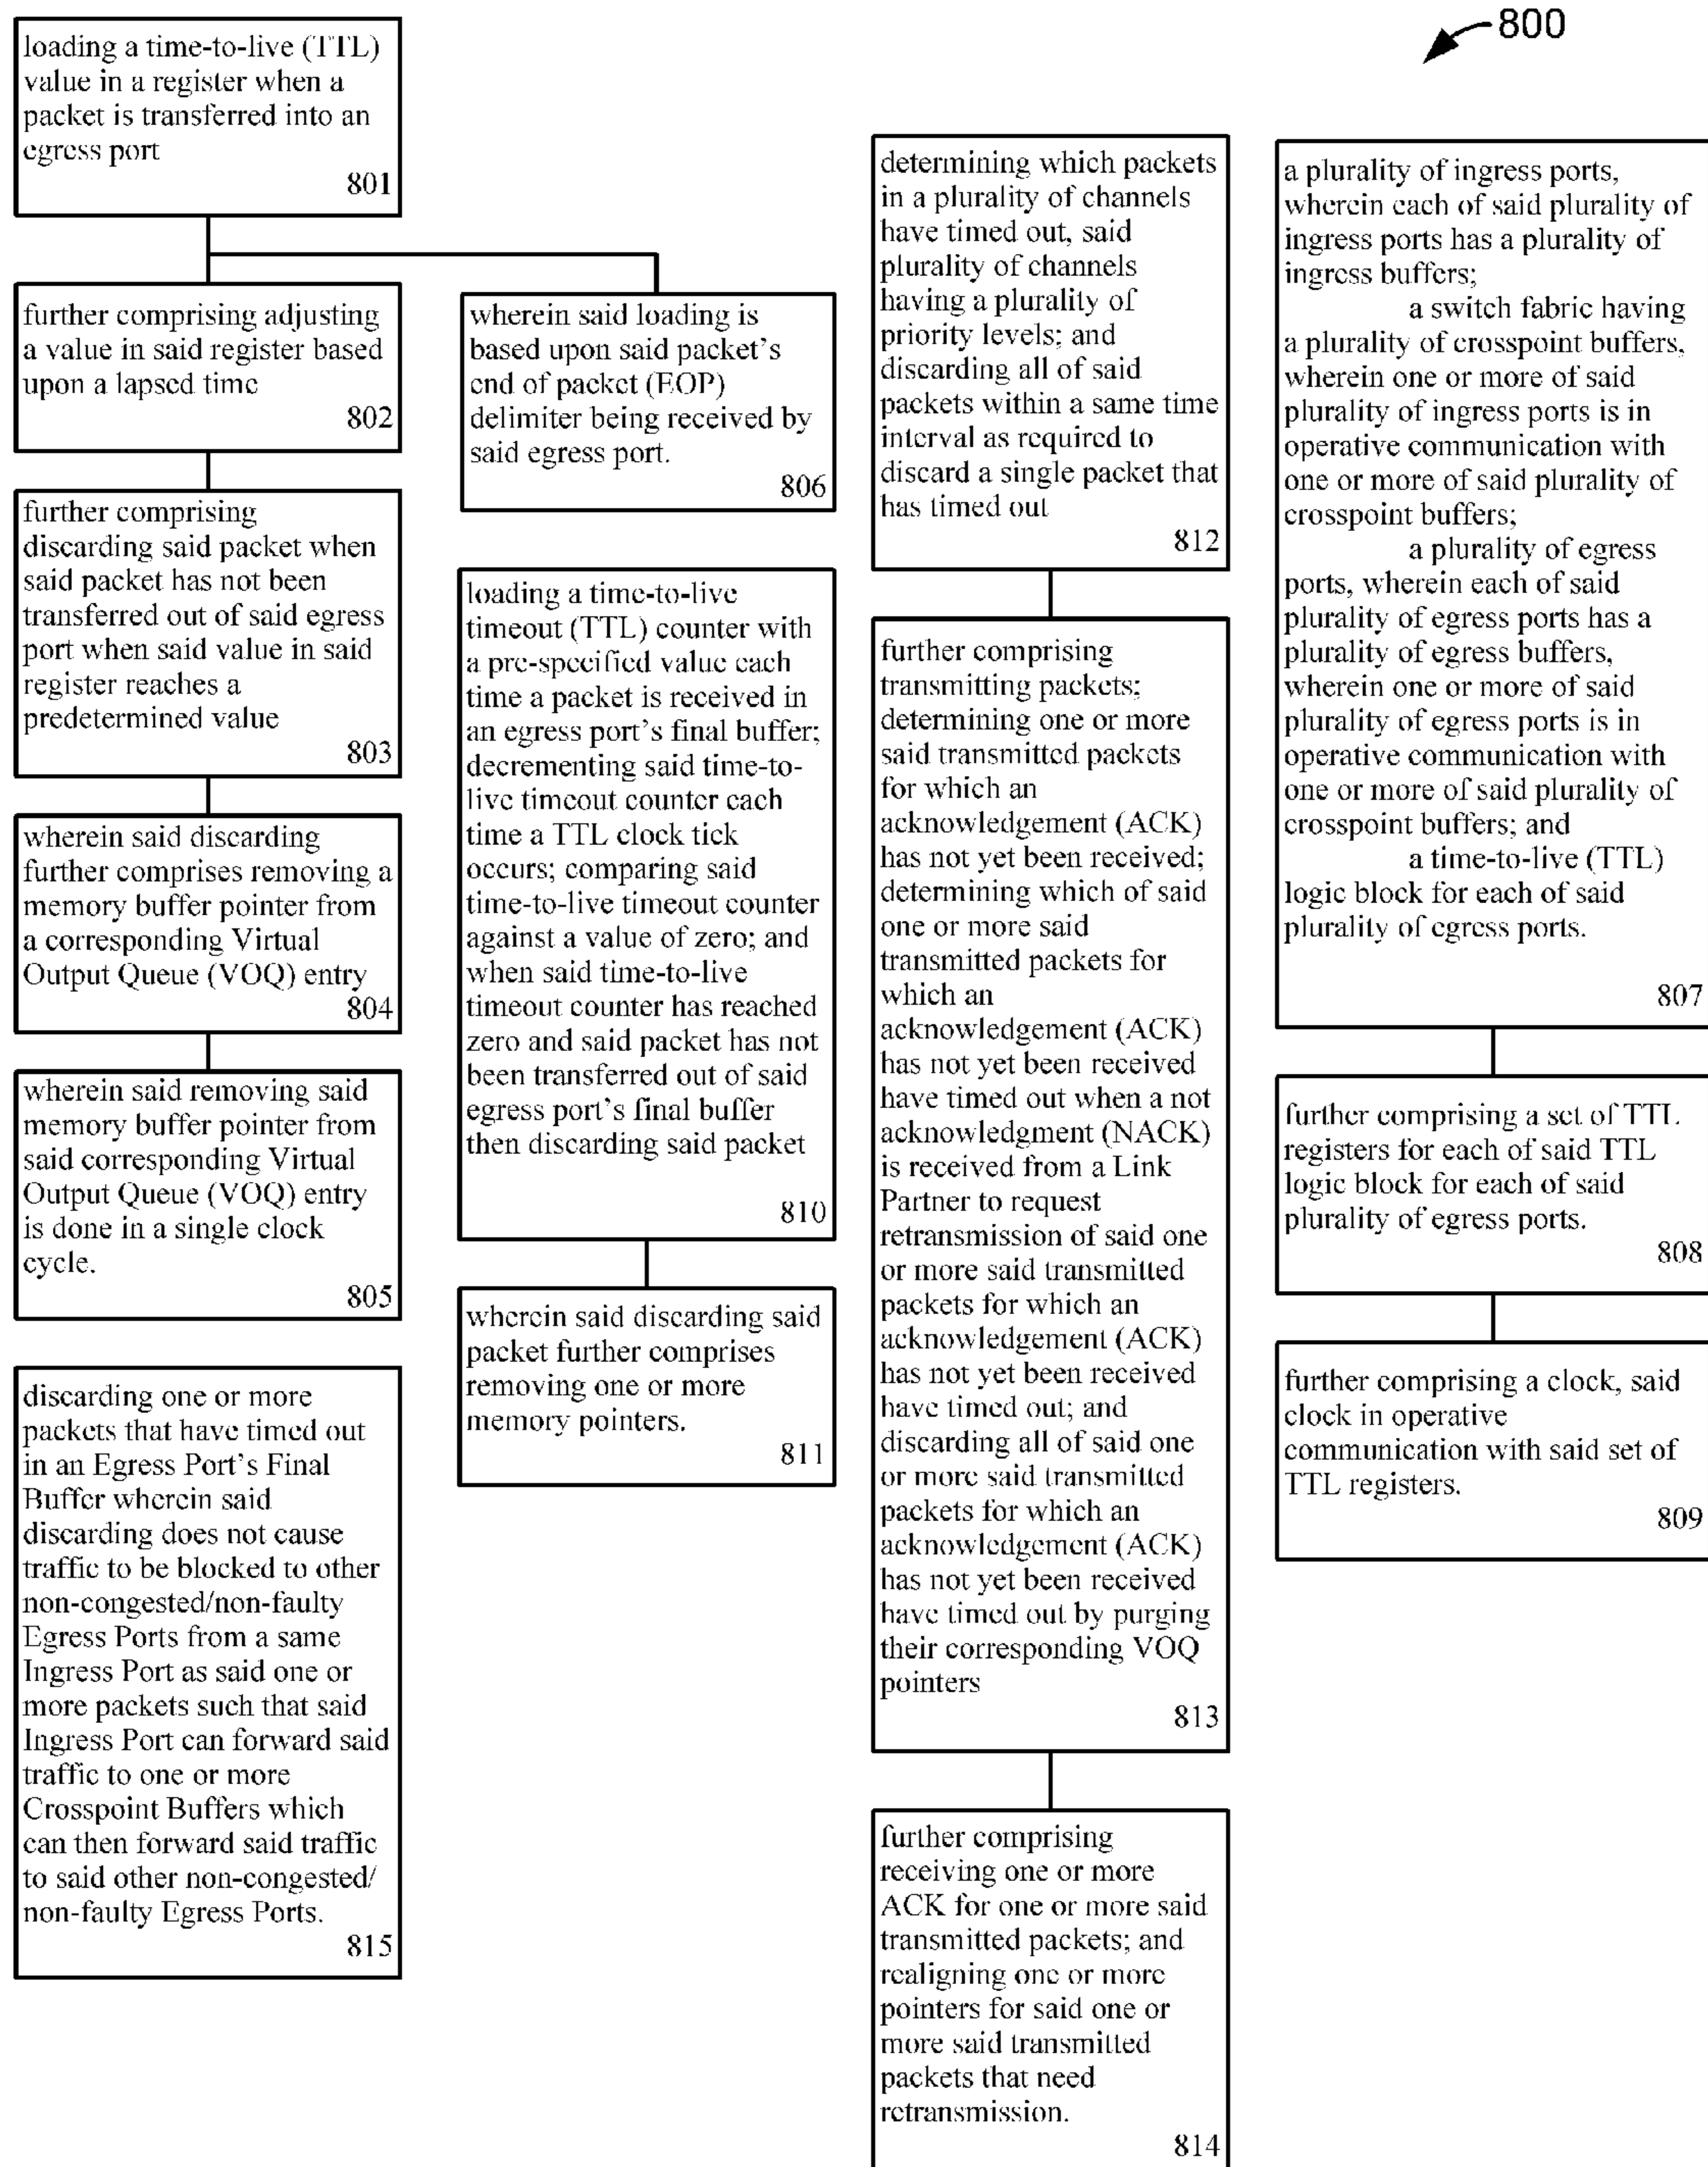 800
loading a time-to-live (TTL)
value in a register when a
packet is transferred into an
egress port
801
further comprising adjusting
a value in said register based
upon a lapsed time
802
further comprising
discarding said packet when
said packet has not been
transferred out of said egress
port when said value in said
register reaches a
predetermined value
803
wherein said discarding
further comprises removing a
memory buffer pointer from
a corresponding Virtual
Output Queue (VOQ) entry
804
wherein said removing said
memory buffer pointer from
said corresponding Virtual
Output Queue (VOQ) entry
is done in a single clock
cycle.
805
wherein said loading is
based upon said packet's
end of packet (EOP)
delimiter being received by
said egress port.
806
a plurality of ingress ports,
wherein each of said plurality of
ingress ports has a plurality of
ingress buffers;
a switch fabric having
a plurality of crosspoint buffers,
wherein one or more of said
plurality of ingress ports is in
operative communication with
one or more of said plurality of
crosspoint buffers;
a plurality of egress
ports, wherein each of said
plurality of egress ports has a
plurality of egress buffers,
wherein one or more of said
plurality of egress ports is in
operative communication with
one or more of said plurality of
crosspoint buffers; and
a time-to-live (TTL)
logic block for each of said
plurality of egress ports.
807
further comprising a set of TTL
registers for each of said TTL
logic block for each of said
plurality of egress ports.
808
further comprising a clock, said
clock in operative
communication with said set of
TTL registers.
809
loading a time-to-live
timeout (TTL) counter with
a pre-specified value each
time a packet is received in
an egress port's final buffer;
decrementing said time-to-
live timeout counter each
time a TTL clock tick
occurs; comparing said
time-to-live timeout counter
against a value of zero; and
when said time-to-live
timeout counter has reached
zero and said packet has not
been transferred out of said
egress port's final buffer
then discarding said packet
810
wherein said discarding said
packet further comprises
removing one or more
memory pointers.
811
determining which packets
in a plurality of channels
have timed out, said
plurality of channels
having a plurality of
priority levels; and
discarding all of said
packets within a same time
interval as required to
discard a single packet that
has timed out
812
further comprising
transmitting packets;
determining one or more
said transmitted packets
for which an
acknowledgement (ACK)
has not yet been received;
determining which of said
one or more said
transmitted packets for
which an
acknowledgement (ACK)
has not yet been received
have timed out when a not
acknowledgment (NACK)
is received from a Link
Partner to request
retransmission of said one
or more said transmitted
packets for which an
acknowledgement (ACK)
has not yet been received
have timed out; and
discarding all of said one
or more said transmitted
packets for which an
acknowledgement (ACK)
has not yet been received
have timed out by purging
their corresponding VOQ
pointers
813
further comprising
receiving one or more
ACK for one or more said
transmitted packets; and
realigning one or more
pointers for said one or
more said transmitted
packets that need
retransmission.
814
discarding one or more
packets that have timed out
in an Egress Port's Final
Buffer wherein said
discarding does not cause
traffic to be blocked to other
non-congested/non-faulty
Egress Ports from a same
Ingress Port as said one or
more packets such that said
Ingress Port can forward said
traffic to one or more
Crosspoint Buffers which
can then forward said traffic
to said other non-congested/
non-faulty Egress Ports.
815